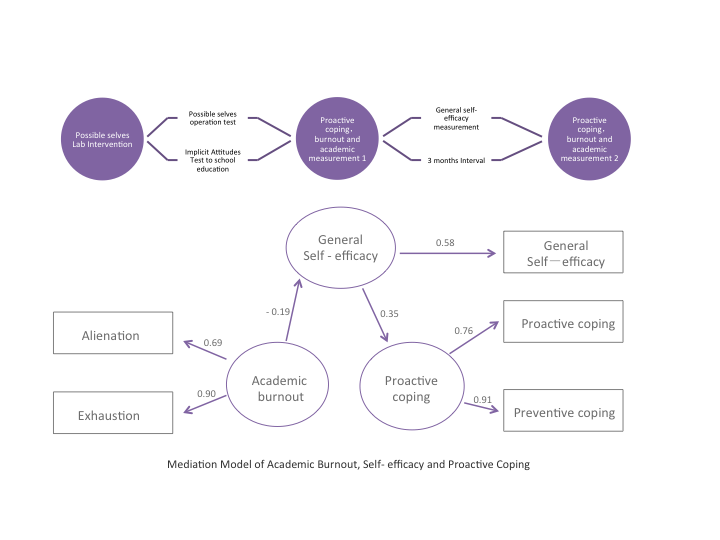 Possible selves
Lab Intervention
Possible selves
operation test
Implicit Attitudes
Test to school
education
Proactive
coping,
burnout and
academic
measurement 1
General self-
efficacy
measurement
3 months Interval
Proactive
coping,
burnout and
academic
measurement 2
General
Self - efficacy
0.58
General
Self—efficacy
- 0.19
0.35
Alienation
0.69
Exhaustion
0.90
Academic
burnout
Proactive
coping
0.76
Proactive coping
0.91
Preventive coping
Mediation Model of Academic Burnout, Self- efficacy and Proactive Coping